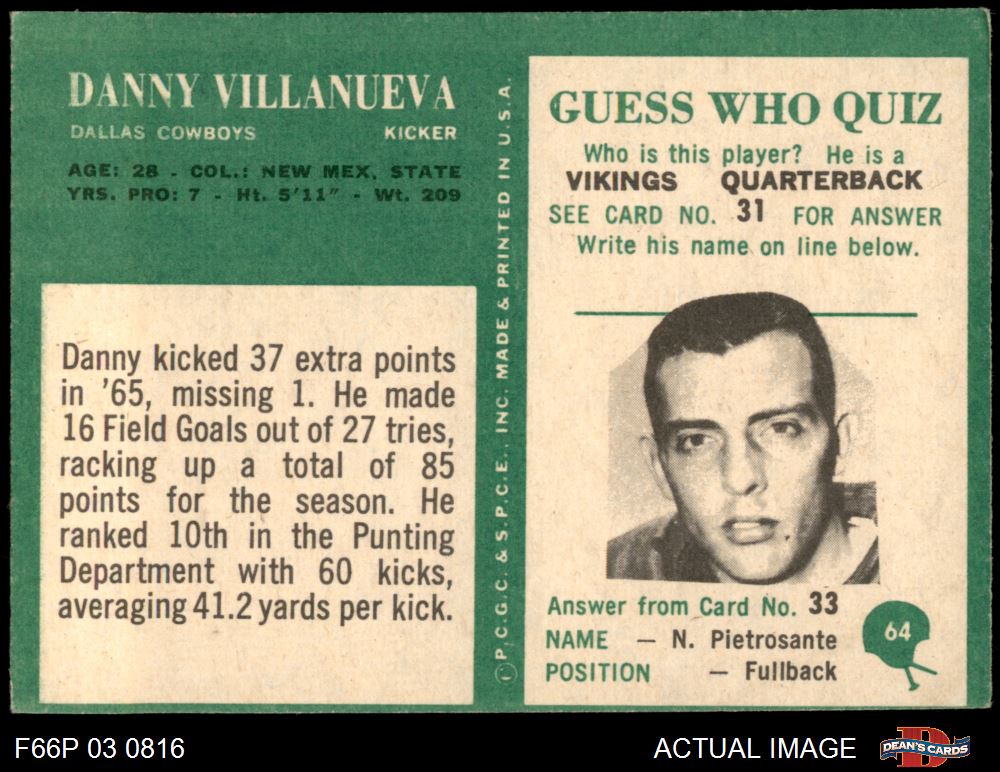 DANNY VILLANUEVA
DALLAS COWBOYS KICKER
AGE: 28 - COL.: NEW MEX, STATE
YRS. PRO: 7 - Ht. 5'11" - Wt. 209
Danny kicked 37 extra points
in '65, missing 1. He made
16 Field Goals out of 27 tries,
racking up a total of 85
points for the season. He
ranked 10th in the Punting
Department with 60 kicks,
averaging 41.2 yards per kick.
© P.C.G.C. & S.P.C.E., INC. MADE & PRINTED IN U.S.A.
GUESS WHO QUIZ
Who is this player? He is a
VIKINGS QUARTERBACK
SEE CARD NO. 31 FOR ANSWER
Write his name on line below.
Answer from Card No. 33
NAME — N. Pietrosante
POSITION — Fullback
64
F66P 03 0816
ACTUAL IMAGE
DEAN'S CARDS